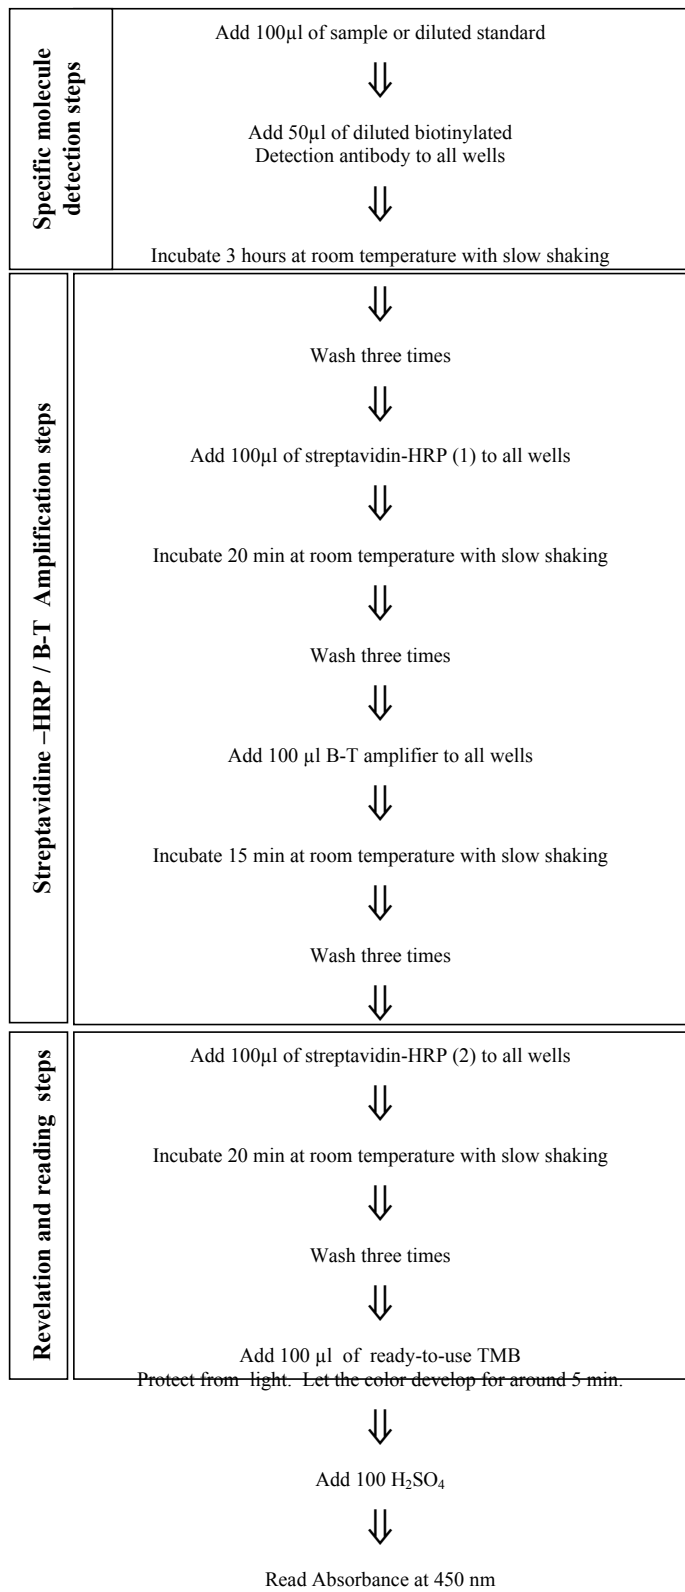 Specific molecule
detection steps
Add 100µl of sample or diluted standard
⇓
Add 50µl of diluted biotinylated
Detection antibody to all wells
⇓
Incubate 3 hours at room temperature with slow shaking
Streptavidine –HRP / B-T Amplification steps
⇓
Wash three times
⇓
Add 100µl of streptavidin-HRP (1) to all wells
⇓
Incubate 20 min at room temperature with slow shaking
⇓
Wash three times
⇓
Add 100 µl B-T amplifier to all wells
⇓
Incubate 15 min at room temperature with slow shaking
⇓
Wash three times
⇓
Revelation and reading steps
Add 100µl of streptavidin-HRP (2) to all wells
⇓
Incubate 20 min at room temperature with slow shaking
⇓
Wash three times
⇓
Add 100 µl of ready-to-use TMB
Protect from light. Let the color develop for around 5 min.
⇓
Add 100 H₂SO₄
⇓
Read Absorbance at 450 nm